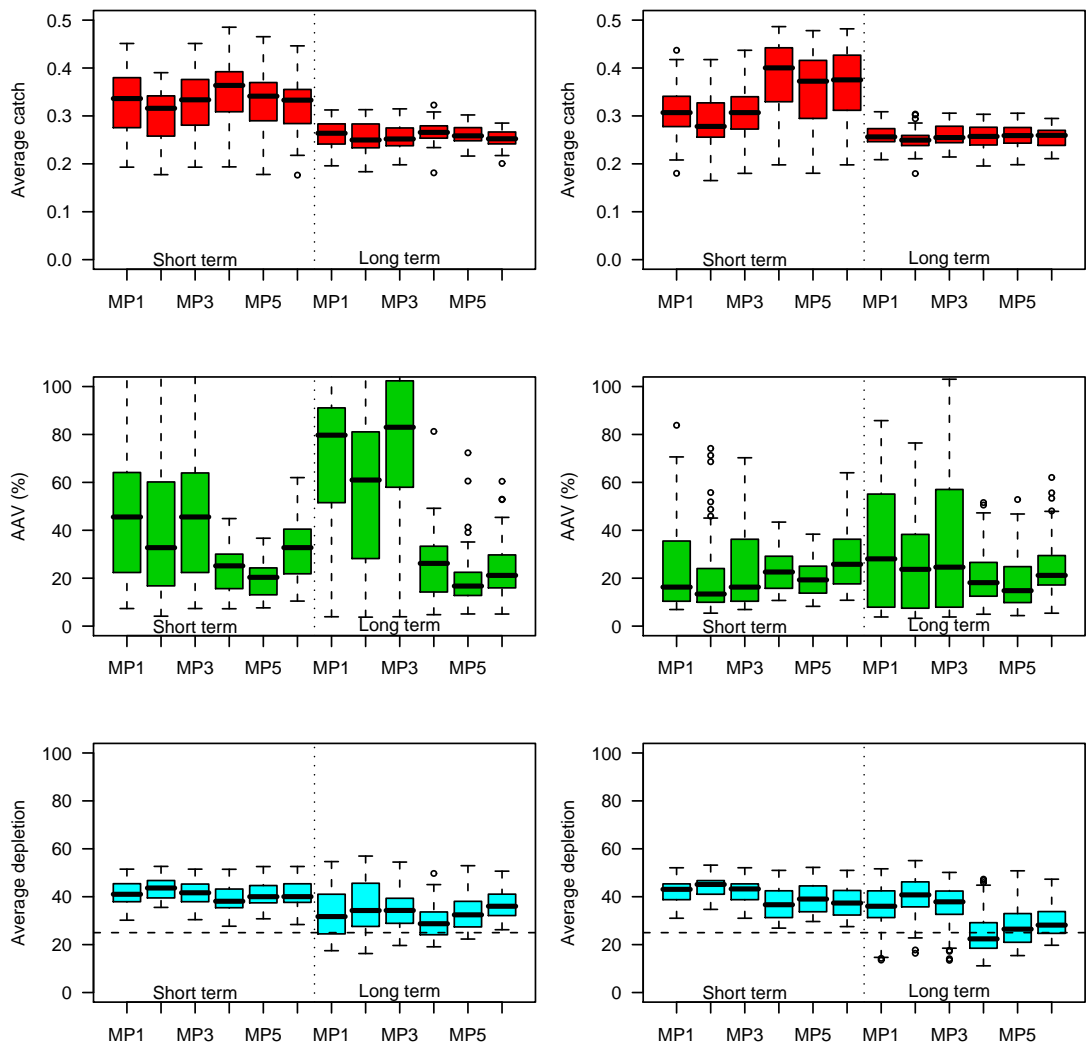 0.5
0.4
0.3
0.2
0.1
0.0
Average catch
Short term
Long term
MP1 MP3 MP5 MP1 MP3 MP5
0.5
0.4
0.3
0.2
0.1
0.0
Average catch
Short term
Long term
MP1 MP3 MP5 MP1 MP3 MP5
100
80
60
40
20
0
AAV (%)
Short term
Long term
MP1 MP3 MP5 MP1 MP3 MP5
100
80
60
40
20
0
AAV (%)
Short term
Long term
MP1 MP3 MP5 MP1 MP3 MP5
100
80
60
40
20
0
Average depletion
Short term
Long term
MP1 MP3 MP5 MP1 MP3 MP5
100
80
60
40
20
0
Average depletion
Short term
Long term
MP1 MP3 MP5 MP1 MP3 MP5